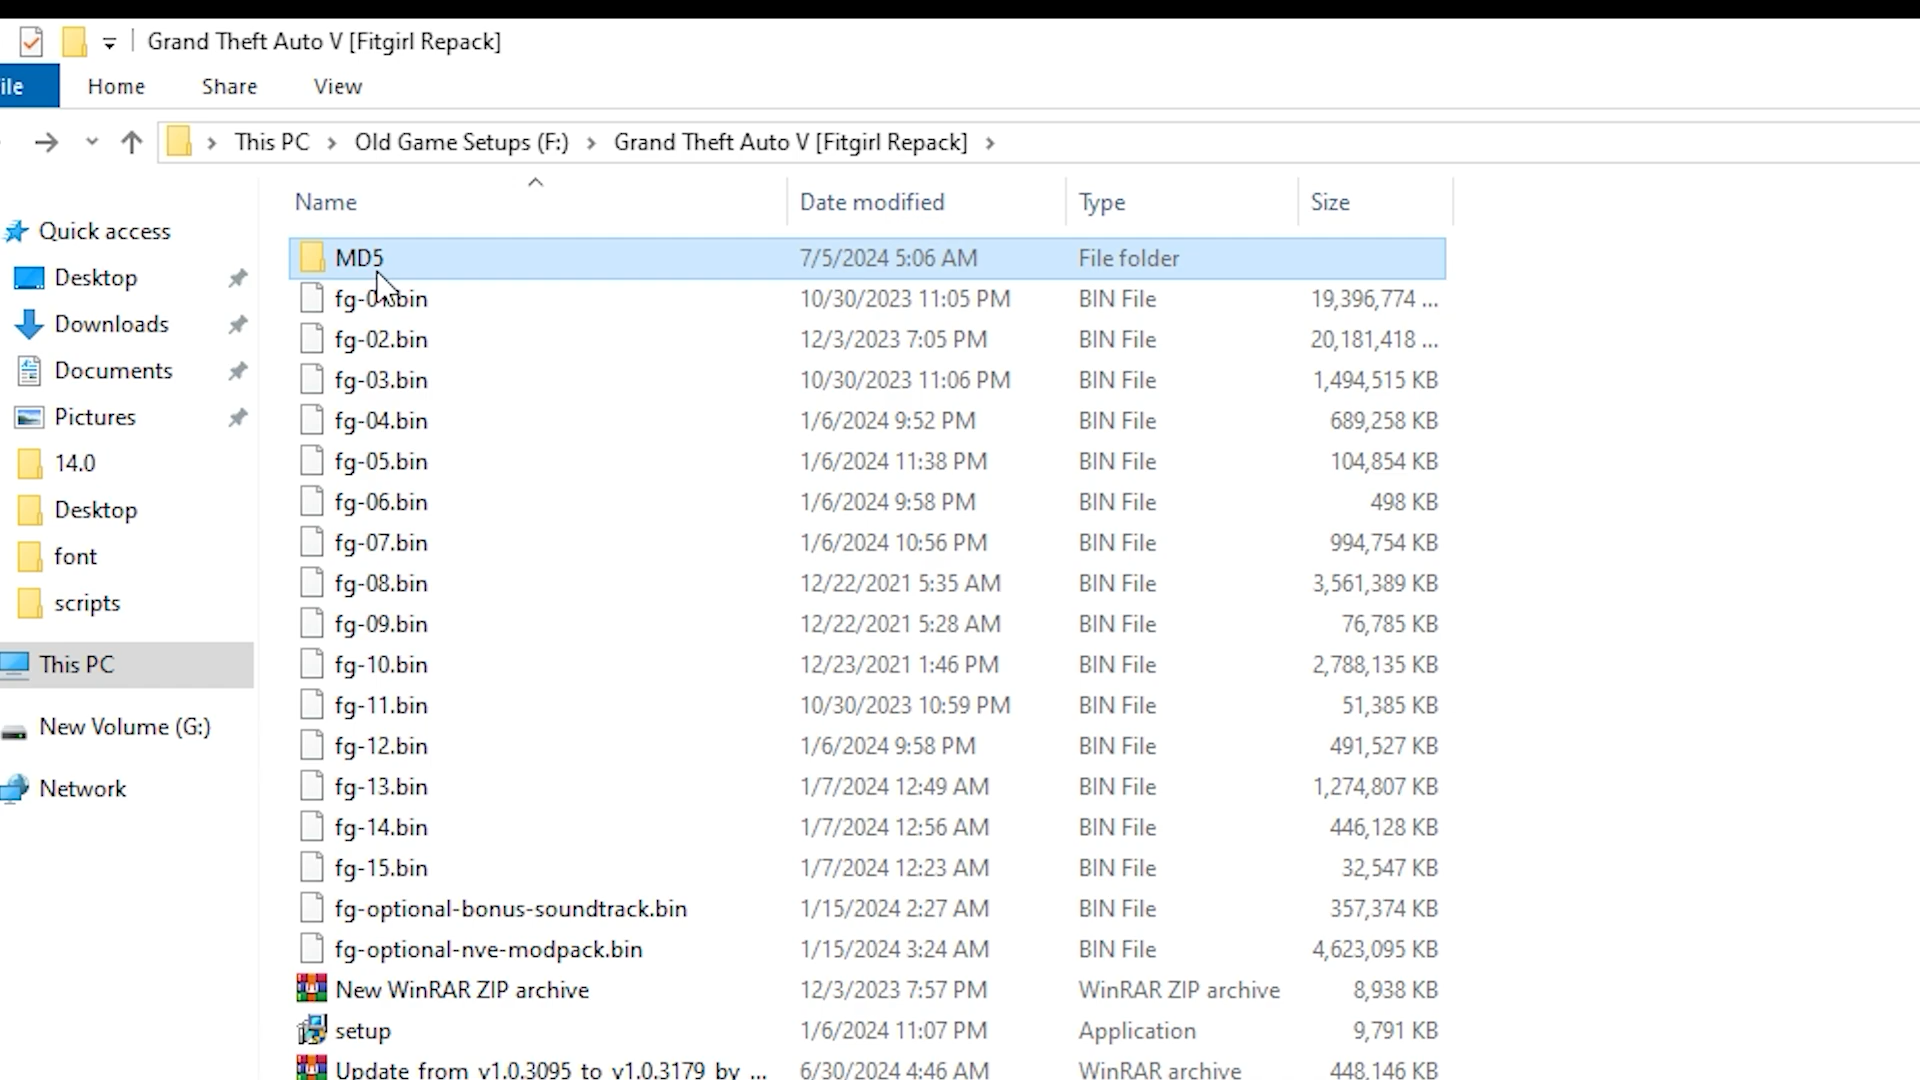 Grand Theft Auto V [Fitgirl Repack]
ile Home Share View
This PC > Old Game Setups (F:) > Grand Theft Auto V [Fitgirl Repack] >
Name Date modified Type Size
Quick access
Desktop
Downloads
Documents
Pictures
14.0
Desktop
font
scripts
This PC
New Volume (G:)
Network
MD5 7/5/2024 5:06 AM File folder
10/30/2023 11:05 PM BIN File 19,396,774 ...
fg-02.bin 12/3/2023 7:05 PM BIN File 20,181,418 ...
fg-03.bin 10/30/2023 11:06 PM BIN File 1,494,515 KB
fg-04.bin 1/6/2024 9:52 PM BIN File 689,258 KB
fg-05.bin 1/6/2024 11:38 PM BIN File 104,854 KB
fg-06.bin 1/6/2024 9:58 PM BIN File 498 KB
fg-07.bin 1/6/2024 10:56 PM BIN File 994,754 KB
fg-08.bin 12/22/2021 5:35 AM BIN File 3,561,389 KB
fg-09.bin 12/22/2021 5:28 AM BIN File 76,785 KB
fg-10.bin 12/23/2021 1:46 PM BIN File 2,788,135 KB
fg-11.bin 10/30/2023 10:59 PM BIN File 51,385 KB
fg-12.bin 1/6/2024 9:58 PM BIN File 491,527 KB
fg-13.bin 1/7/2024 12:49 AM BIN File 1,274,807 KB
fg-14.bin 1/7/2024 12:56 AM BIN File 446,128 KB
fg-15.bin 1/7/2024 12:23 AM BIN File 32,547 KB
fg-optional-bonus-soundtrack.bin 1/15/2024 2:27 AM BIN File 357,374 KB
fg-optional-nve-modpack.bin 1/15/2024 3:24 AM BIN File 4,623,095 KB
New WinRAR ZIP archive 12/3/2023 7:57 PM WinRAR ZIP archive 8,938 KB
setup 1/6/2024 11:07 PM Application 9,791 KB
Update from v1.0.3095 to v1.0.3179 by ... 6/30/2024 4:46 AM WinRAR archive 448,146 KB